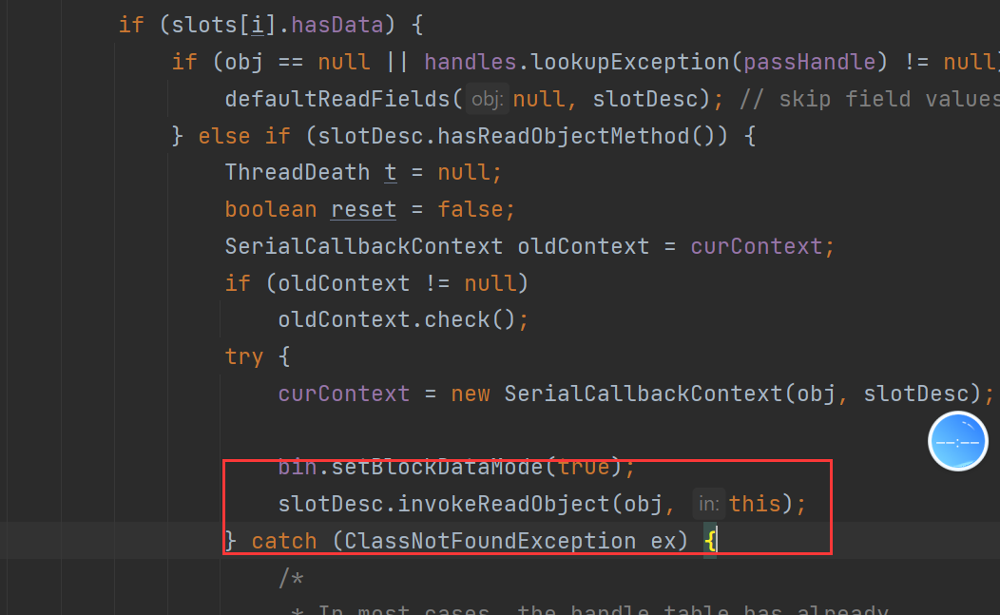 if (slots[i].hasData) {
if (obj == null || handles.lookupException(passHandle) != null)
defaultReadFields( obj: null, slotDesc); // skip field values
} else if (slotDesc.hasReadObjectMethod()) {
ThreadDeath t = null;
boolean reset = false;
SerialCallbackContext oldContext = curContext;
if (oldContext != null)
oldContext.check();
try {
curContext = new SerialCallbackContext(obj, slotDesc);
bin.setBlockDataMode(true);
slotDesc.invokeReadObject(obj, in: this);
} catch (ClassNotFoundException ex) {
/*
* In most cases, the handle table has already